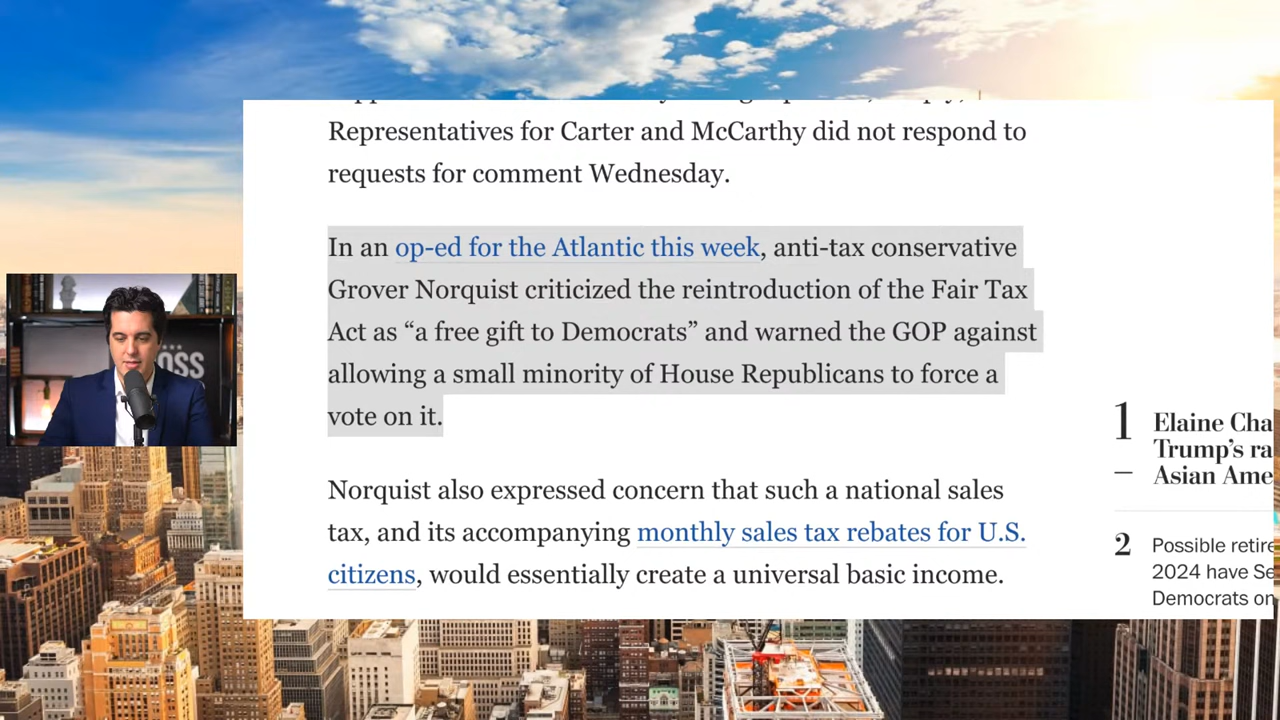 Representatives for Carter and McCarthy did not respond to
requests for comment Wednesday.
In an op-ed for the Atlantic this week, anti-tax conservative
Grover Norquist criticized the reintroduction of the Fair Tax
Act as “a free gift to Democrats” and warned the GOP against
allowing a small minority of House Republicans to force a
vote on it.
Norquist also expressed concern that such a national sales
tax, and its accompanying monthly sales tax rebates for U.S.
citizens, would essentially create a universal basic income.
1
Elaine Cha
Trump’s ra
Asian Ame
2
Possible retire
2024 have Se
Democrats on
ÖSS